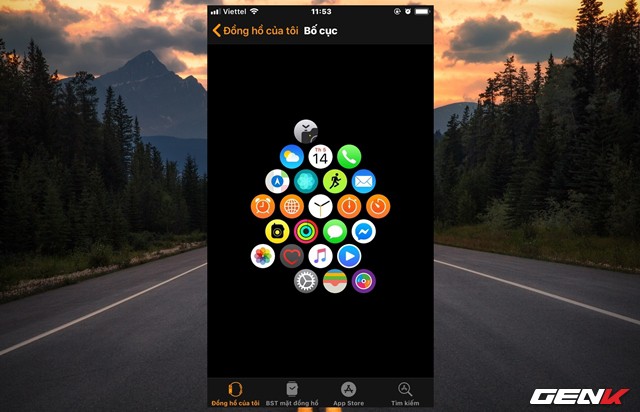 Viettel 11:53
Đồng hồ của tôi Bố cục
Th 5
14
Đồng hồ của tôi BST mặt đồng hồ App Store Tìm kiếm
GENK